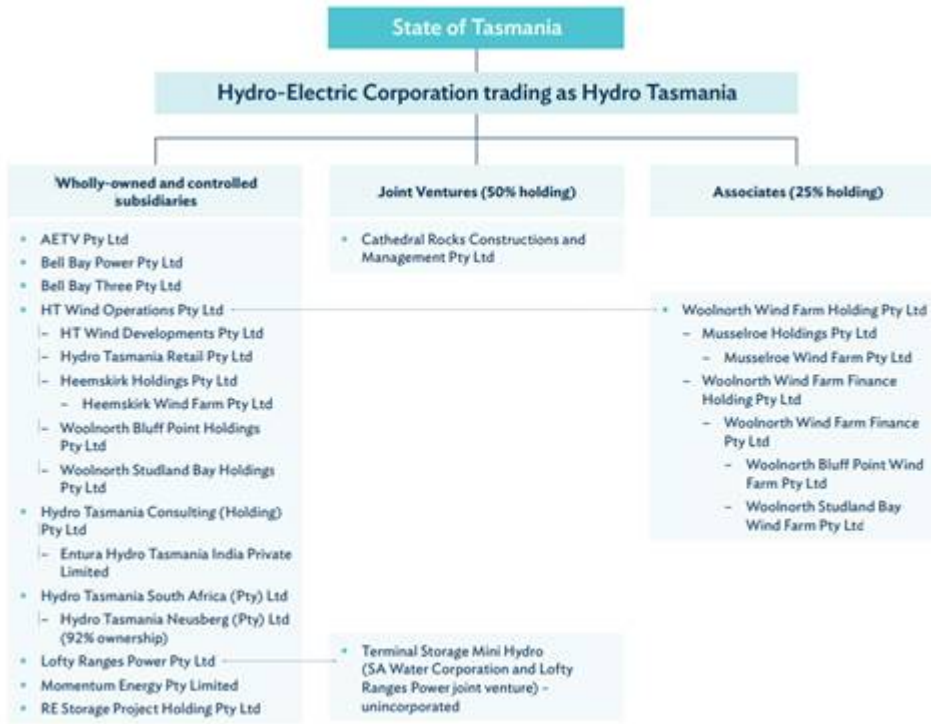 State of Tasmania
Hydro-Electric Corporation trading as Hydro Tasmania
Wholly-owned and controlled
subsidiaries
• AETV Pty Ltd
• Bell Bay Power Pty Ltd
• Bell Bay Three Pty Ltd
• HT Wind Operations Pty Ltd
– HT Wind Developments Pty Ltd
– Hydro Tasmania Retail Pty Ltd
– Heemskirk Holdings Pty Ltd
– Heemskirk Wind Farm Pty Ltd
– Woolnorth Bluff Point Holdings
Pty Ltd
– Woolnorth Studland Bay Holdings
Pty Ltd
• Hydro Tasmania Consulting (Holding)
Pty Ltd
– Entura Hydro Tasmania India Private
Limited
• Hydro Tasmania South Africa (Pty) Ltd
– Hydro Tasmania Neusberg (Pty) Ltd
(92% ownership)
• Lofty Ranges Power Pty Ltd
• Momentum Energy Pty Limited
• RE Storage Project Holding Pty Ltd
Joint Ventures (50% holding)
• Cathedral Rocks Constructions and
Management Pty Ltd
• Terminal Storage Mini Hydro
(SA Water Corporation and Lofty
Ranges Power joint venture) –
unincorporated
Associates (25% holding)
• Woolnorth Wind Farm Holding Pty Ltd
– Musselroe Holdings Pty Ltd
– Musselroe Wind Farm Pty Ltd
– Woolnorth Wind Farm Finance
Holding Pty Ltd
– Woolnorth Wind Farm Finance
Pty Ltd
– Woolnorth Bluff Point Wind
Farm Pty Ltd
– Woolnorth Studland Bay
Wind Farm Pty Ltd